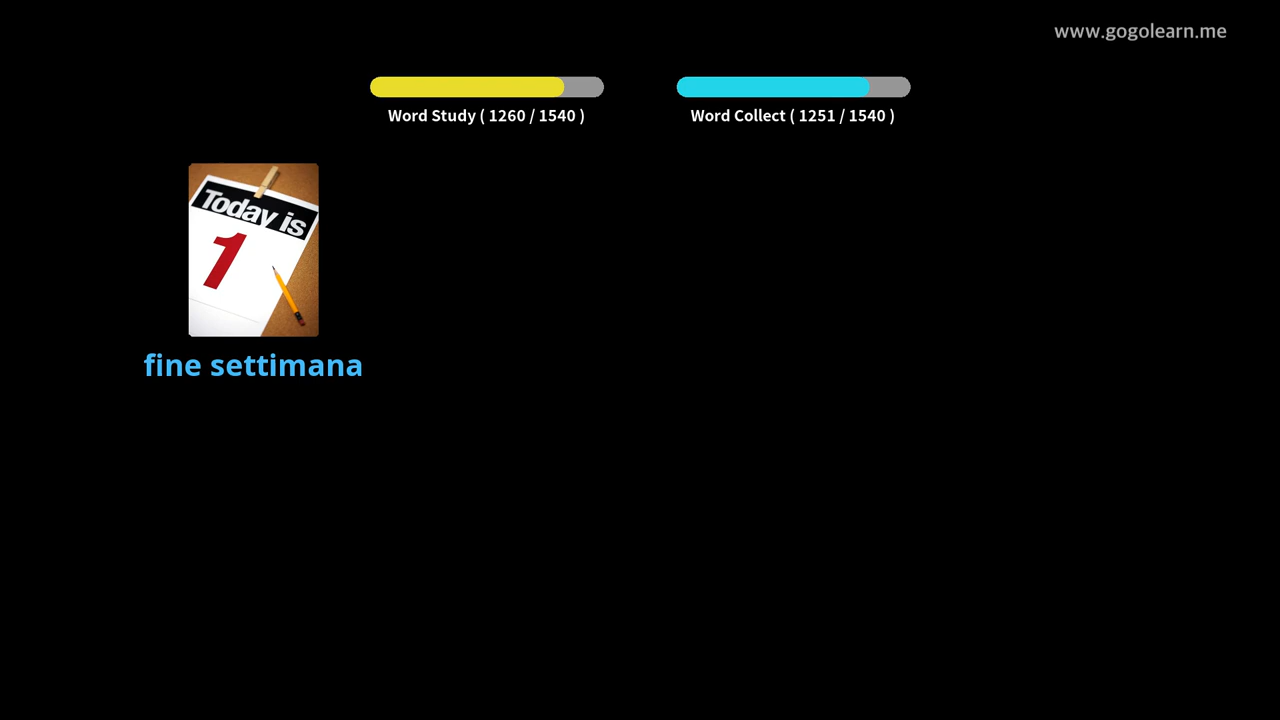 www.gogolearn.me
Word Study ( 1260 / 1540 )
Word Collect ( 1251 / 1540 )
Today is
1
fine settimana